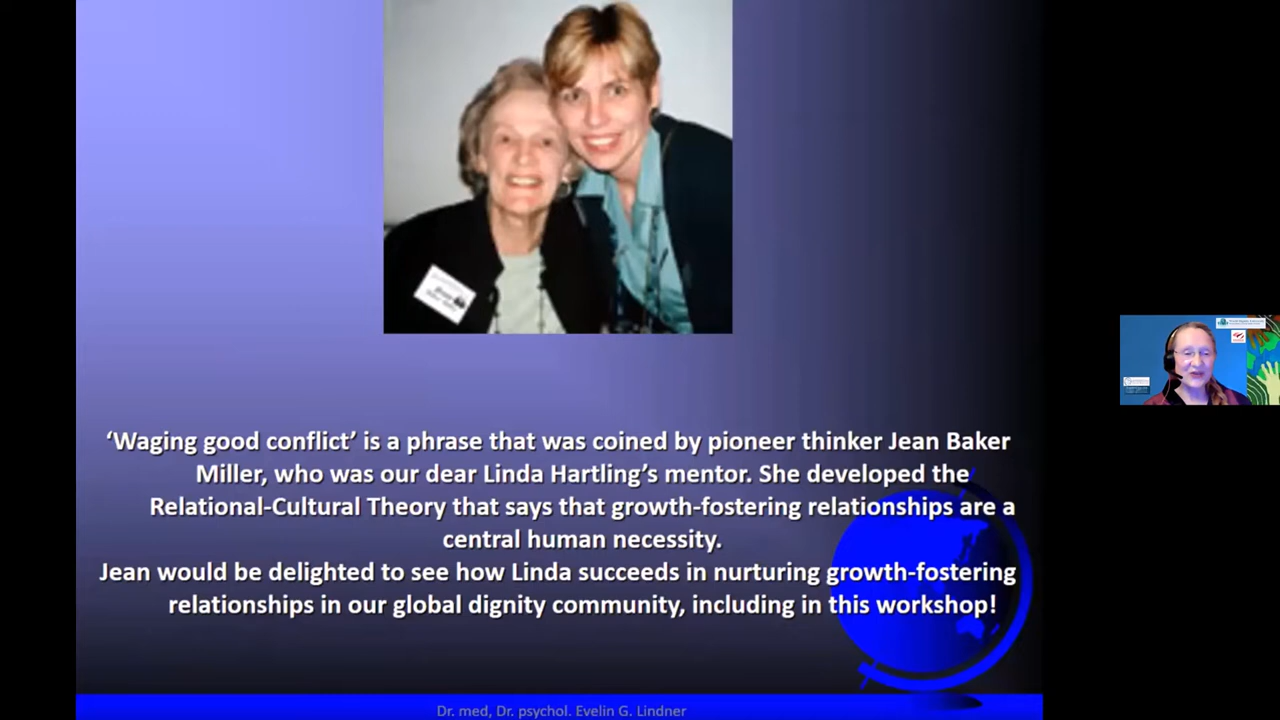 ‘Waging good conflict’ is a phrase that was coined by pioneer thinker Jean Baker
Miller, who was our dear Linda Hartling’s mentor. She developed the
Relational-Cultural Theory that says that growth-fostering relationships are a
central human necessity.
Jean would be delighted to see how Linda succeeds in nurturing growth-fostering
relationships in our global dignity community, including in this workshop!
Dr. med, Dr. psychol. Evelin G. Lindner